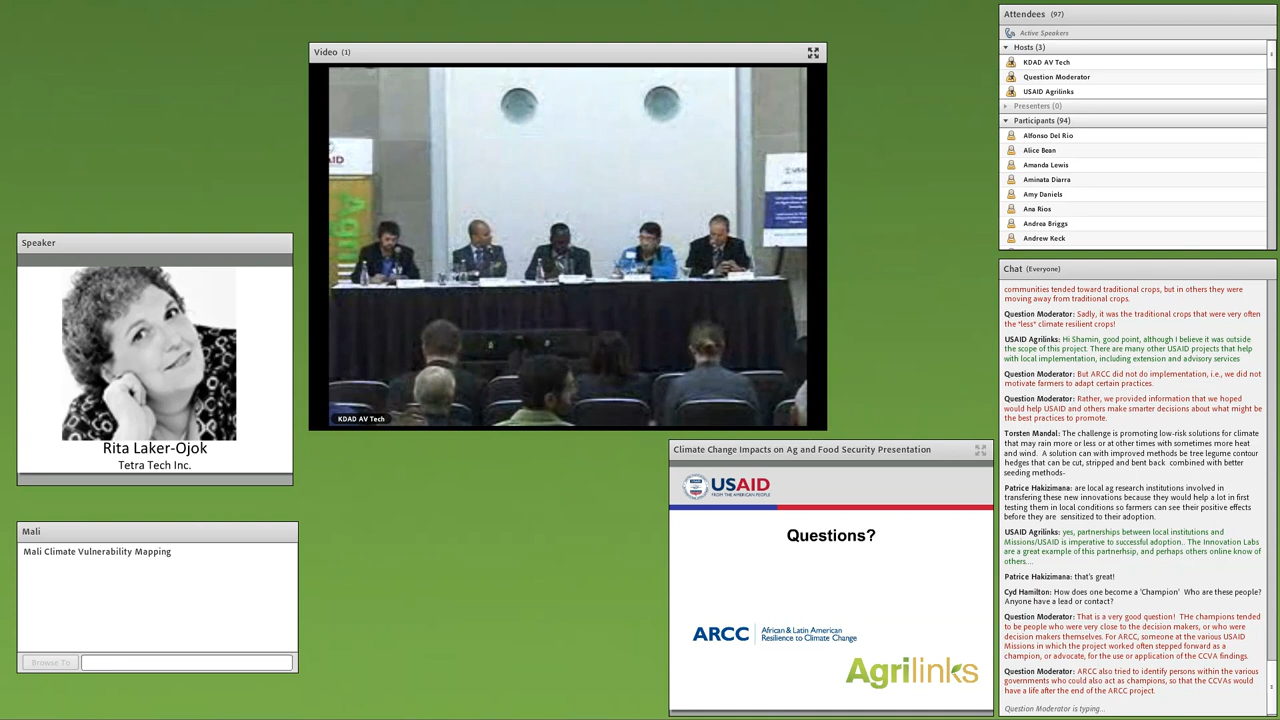 Video (1)
AID
USAID
KDAD AV Tech
Speaker
Rita Laker-Ojok
Tetra Tech Inc.
Mali
Mali Climate Vulnerability Mapping
Browse To
Climate Change Impacts on Ag and Food Security Presentation
USAID
FROM THE AMERICAN PEOPLE
Questions?
ARCC
African & Latin American
Resilience to Climate Change
Agrilinks
Attendees (97)
Active Speakers
Hosts (3)
KDAD AV Tech
Question Moderator
USAID Agrilinks
Presenters (0)
Participants (94)
Alfonso Del Rio
Alice Bean
Amanda Lewis
Aminata Diarra
Amy Daniels
Ana Rios
Andrea Briggs
Andrew Keck
Chat (Everyone)
communities tended toward traditional crops, but in others they were
moving away from traditional crops.
Question Moderator: Sadly, it was the traditional crops that were very often
the "less" climate resilient crops!
USAID Agrilinks: Hi Shamin, good point, although I believe it was outside
the scope of this project. There are many other USAID projects that help
with local implementation, including extension and advisory services
Question Moderator: But ARCC did not do implementation, i.e., we did not
motivate farmers to adapt certain practices.
Question Moderator: Rather, we provided information that we hoped
would help USAID and others make smarter decisions about what might be
the best practices to promote.
Torsten Mandal: The challenge is promoting low-risk solutions for climate
that may rain more or less or at other times with sometimes more heat
and wind. A solution can with improved methods be tree legume contour
hedges that can be cut, stripped and bent back combined with better
seeding methods-
Patrice Hakizimana: are local ag research institutions involved in
transfering these new innovations because they would help a lot in first
testing them in local conditions so farmers can see their positive effects
before they are sensitized to their adoption.
USAID Agrilinks: yes, partnerships between local institutions and
Missions/USAID is imperative to successful adoption.. The Innovation Labs
are a great example of this partnerhsip, and perhaps others online know of
others....
Patrice Hakizimana: that's great!
Cyd Hamilton: How does one become a 'Champion' Who are these people?
Anyone have a lead or contact?
Question Moderator: That is a very good question! THe champions tended
to be people who were very close to the decision makers, or who were
decision makers themselves. For ARCC, someone at the various USAID
Missions in which the project worked often stepped forward as a
champion, or advocate, for the use or application of the CCVA findings.
Question Moderator: ARCC also tried to identify persons within the various
governments who could also act as champions, so that the CCVAs would
have a life after the end of the ARCC project.
Question Moderator is typing...